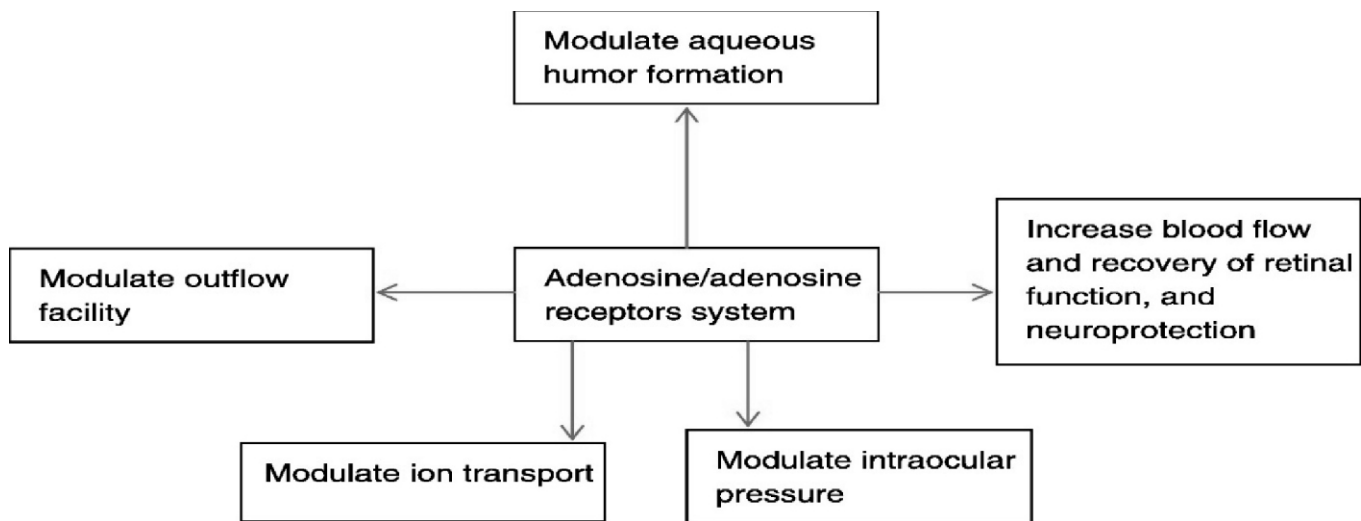 Modulate aqueous
humor formation
Increase blood flow
and recovery of retinal
function, and
neuroprotection
Modulate outflow
facility
Adenosine/adenosine
receptors system
Modulate ion transport
Modulate intraocular
pressure